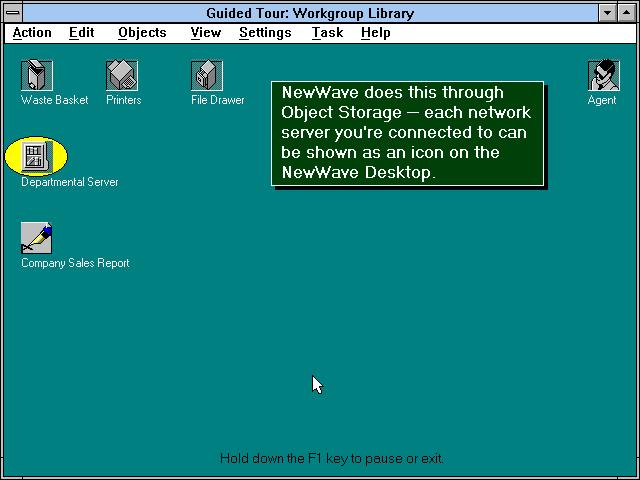 Guided Tour: Workgroup Library
Action Edit Objects View Settings Task Help
Waste Basket
Printers
File Drawer
NewWave does this through
Object Storage — each network
server you're connected to can
be shown as an icon on the
NewWave Desktop.
Agent
Departmental Server
Company Sales Report
Hold down the F1 key to pause or exit.